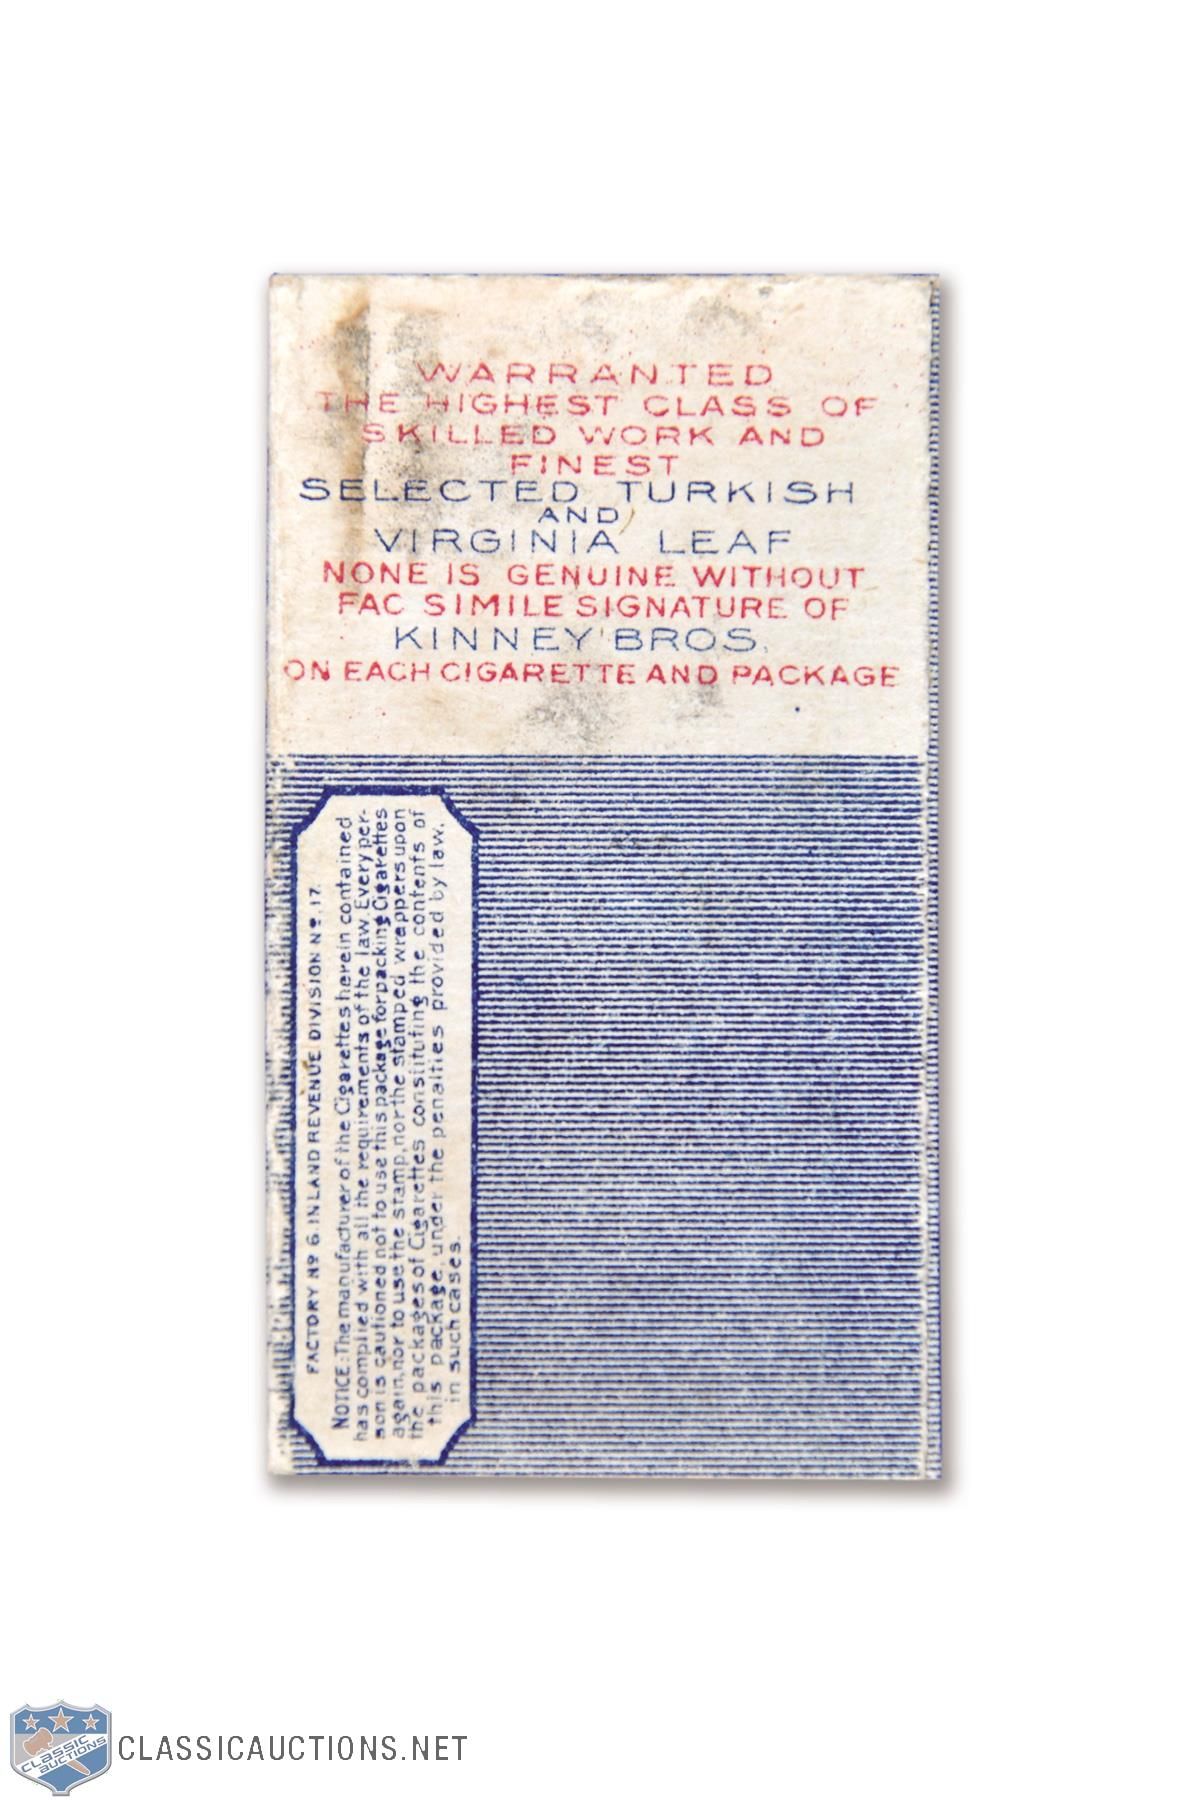 WARRANTED
THE HIGHEST CLASS OF
SKILLED WORK AND
FINEST
SELECTED TURKISH
AND
VIRGINIA LEAF
NONE IS GENUINE WITHOUT
FAC SIMILE SIGNATURE OF
KINNEY BROS.
ON EACH CIGARETTE AND PACKAGE
FACTORY Nº 6. INLAND REVENUE DIVISION Nº 17.
NOTICE: The manufacturer of the Cigarettes herein contained
has complied with all the requirements of the law. Every per-
son is cautioned not to use this package for packing Cigarettes
again, nor to use the stamp, nor the stamped wrappers upon
the packages of Cigarettes constituting the contents of
this package, under the penalties provided by law,
in such cases.
CLASSIC
AUCTIONS
CLASSICAUCTIONS.NET